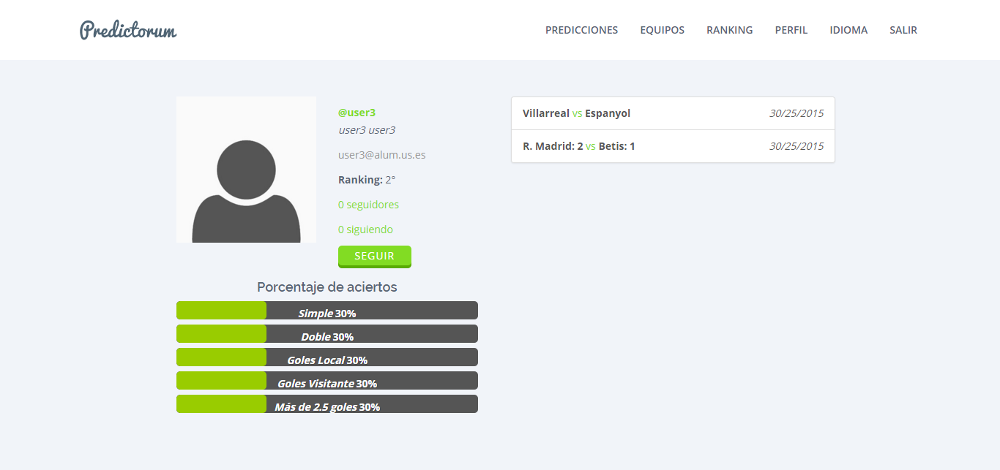 Predictorum
PREDICCIONES EQUIPOS RANKING PERFIL IDIOMA SALIR
@user3
user3 user3
user3@alum.us.es
Ranking: 2°
0 seguidores
0 siguiendo
SEGUIR
Porcentaje de aciertos
Simple 30%
Doble 30%
Goles Local 30%
Goles Visitante 30%
Más de 2.5 goles 30%
Villarreal vs Espanyol 30/25/2015
R. Madrid: 2 vs Betis: 1 30/25/2015